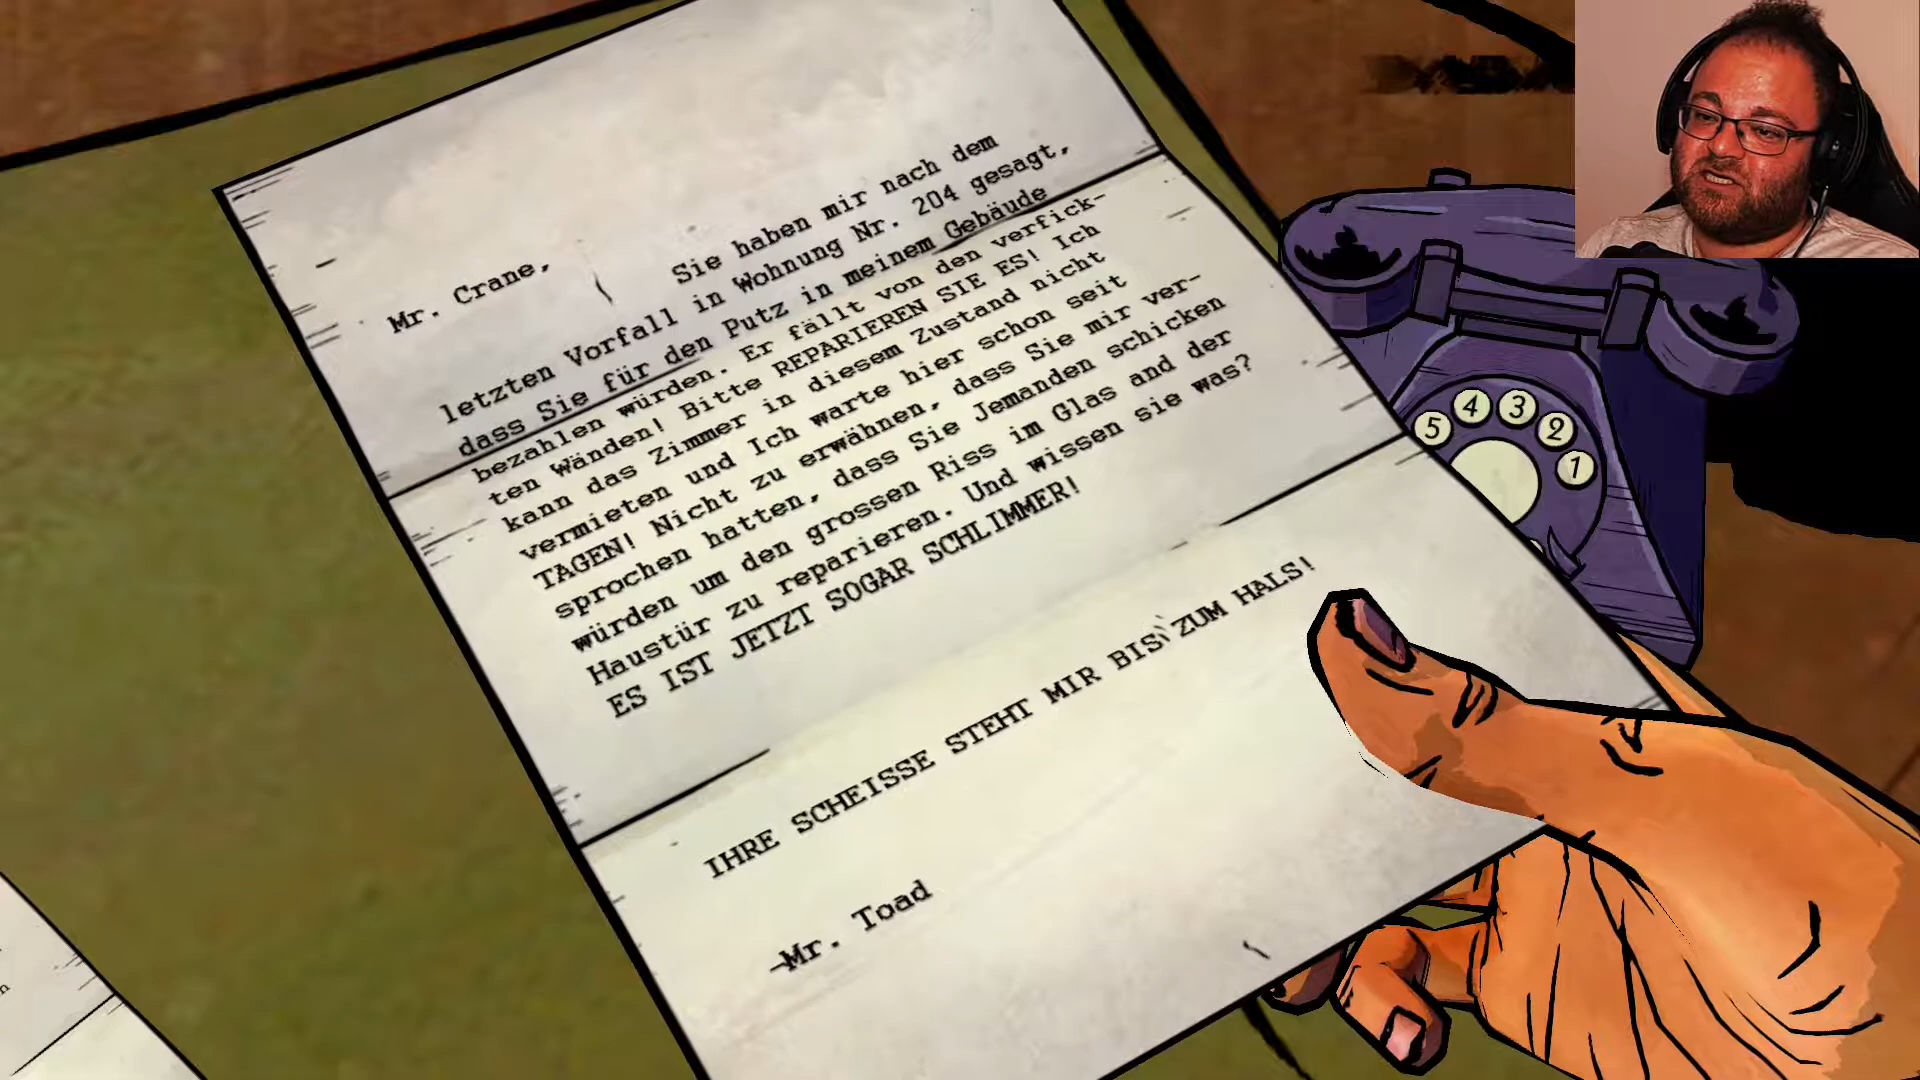 Mr. Crane,
Sie haben mir nach dem
letzten Vorfall in Wohnung Nr. 204 gesagt,
dass Sie für den Putz in meinem Gebäude
bezahlen würden. Er fällt von den verfick-
ten Wänden! Bitte REPARIEREN SIE ES! Ich
kann das Zimmer in diesem Zustand nicht
vermieten und Ich warte hier schon seit
TAGEN! Nicht zu erwähnen, dass Sie mir ver-
sprochen hatten, dass Sie Jemanden schicken
würden um den grossen Riss im Glas and der
Haustür zu reparieren. Und wissen sie was?
ES IST JETZT SOGAR SCHLIMMER!
IHRE SCHEISSE STEHT MIR BIS ZUM HALS!
-Mr. Toad
5 4 3 2 1
n